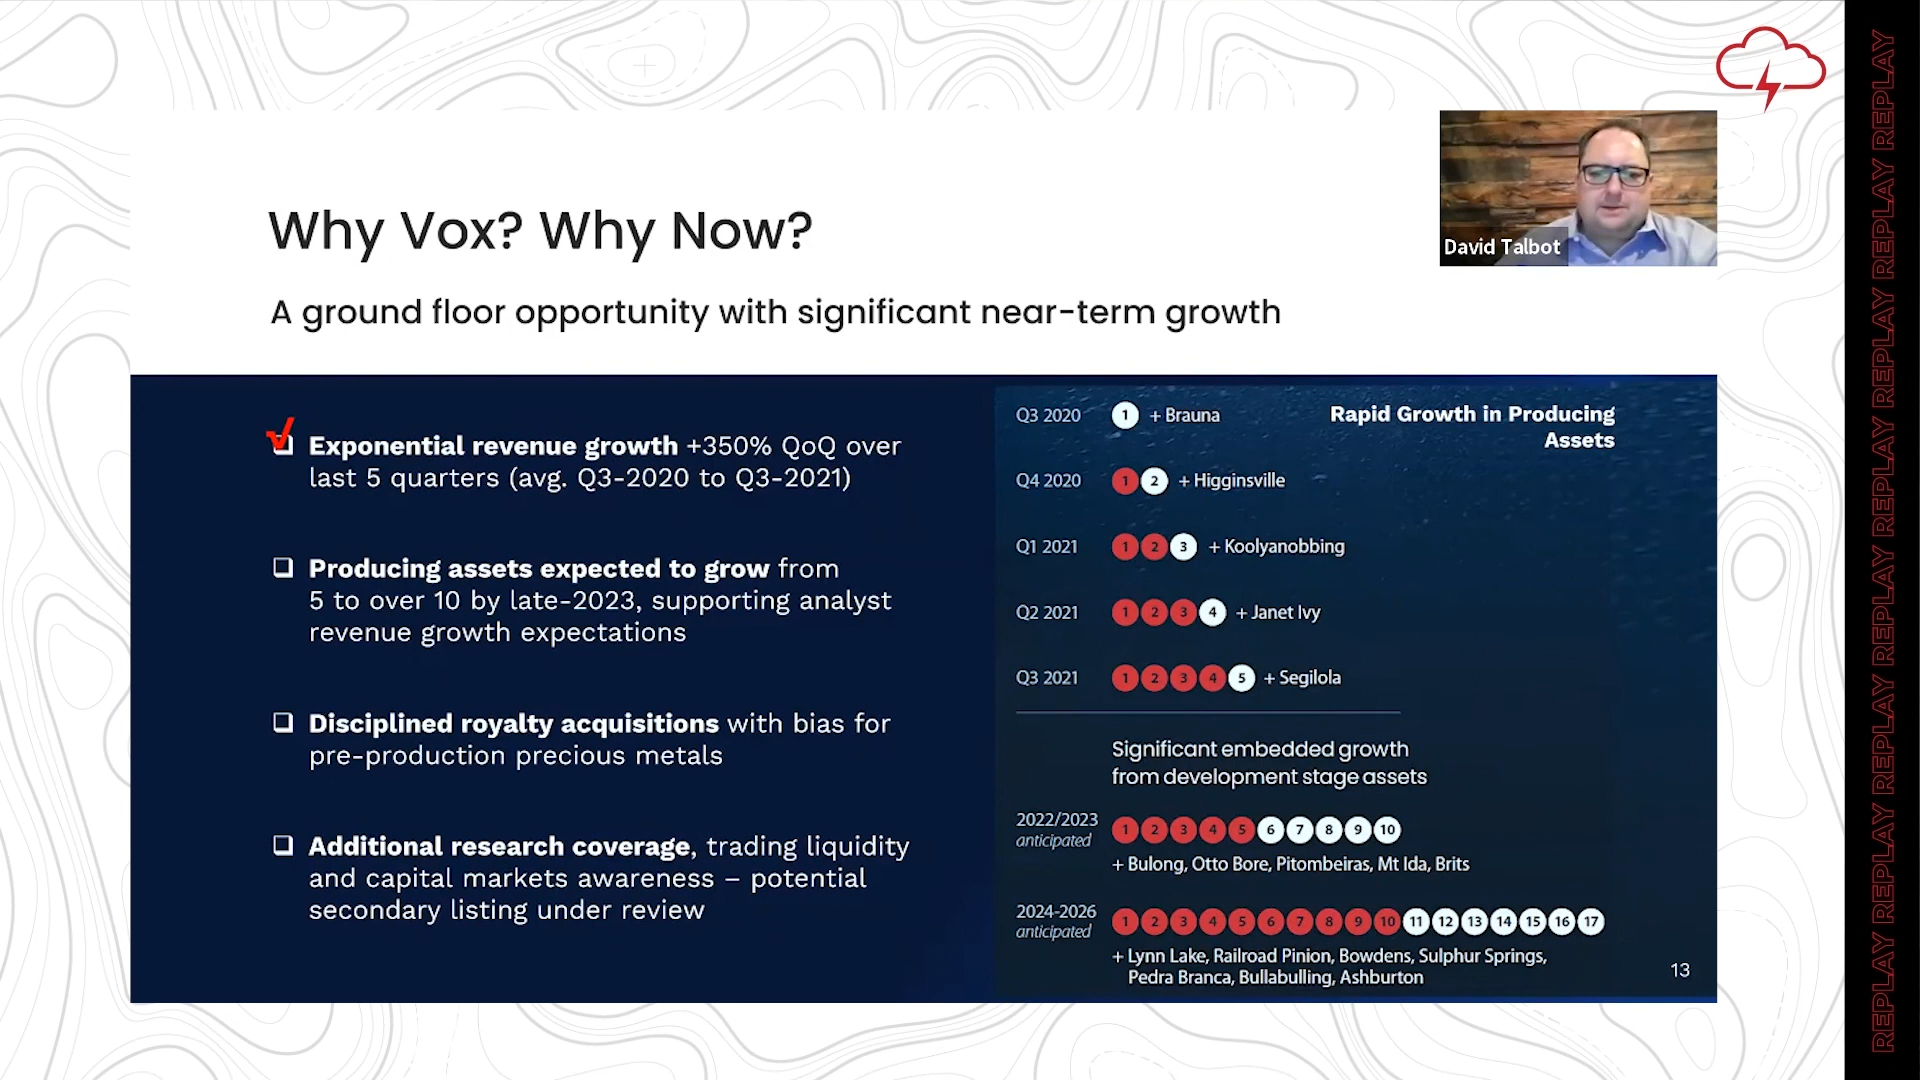 Why Vox? Why Now?
A ground floor opportunity with significant near-term growth
David Talbot
Exponential revenue growth +350% QoQ over
last 5 quarters (avg. Q3-2020 to Q3-2021)
Producing assets expected to grow from
5 to over 10 by late-2023, supporting analyst
revenue growth expectations
Disciplined royalty acquisitions with bias for
pre-production precious metals
Additional research coverage, trading liquidity
and capital markets awareness – potential
secondary listing under review
Rapid Growth in Producing
Assets
Q3 2020 1 + Brauna
Q4 2020 1 2 + Higginsville
Q1 2021 1 2 3 + Koolyanobbing
Q2 2021 1 2 3 4 + Janet Ivy
Q3 2021 1 2 3 4 5 + Segilola
Significant embedded growth
from development stage assets
2022/2023 1 2 3 4 5 6 7 8 9 10
anticipated
+ Bulong, Otto Bore, Pitombeiras, Mt Ida, Brits
2024-2026 1 2 3 4 5 6 7 8 9 10 11 12 13 14 15 16 17
anticipated
+ Lynn Lake, Railroad Pinion, Bowdens, Sulphur Springs,
Pedra Branca, Bullabulling, Ashburton
13
REPLAY REPLAY REPLAY REPLAY REPLAY REPLAY REPLAY REPLAY REPLAY REPLAY